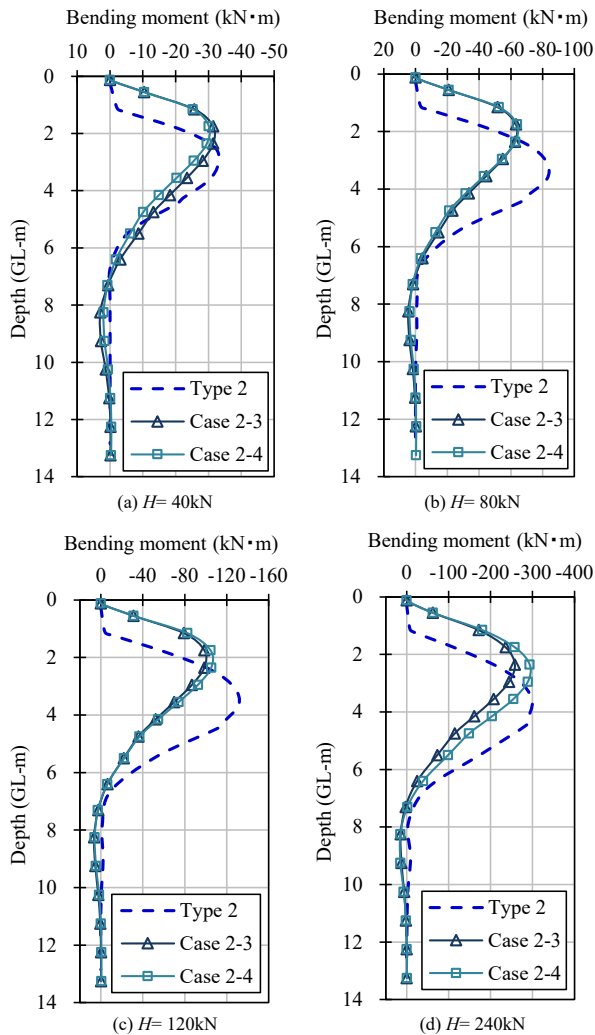 Bending moment (kN・m)
10 0 -10 -20 -30 -40 -50
0
2
4
6
8
10
12
14
Depth (GL-m)
Type 2
Case 2-3
Case 2-4
(a) H= 40kN
Bending moment (kN・m)
20 0 -20 -40 -60 -80 -100
0
2
4
6
8
10
12
14
Depth (GL-m)
Type 2
Case 2-3
Case 2-4
(b) H= 80kN
Bending moment (kN・m)
0 -40 -80 -120 -160
0
2
4
6
8
10
12
14
Depth (GL-m)
Type 2
Case 2-3
Case 2-4
(c) H= 120kN
Bending moment (kN・m)
0 -100 -200 -300 -400
0
2
4
6
8
10
12
14
Depth (GL-m)
Type 2
Case 2-3
Case 2-4
(d) H= 240kN